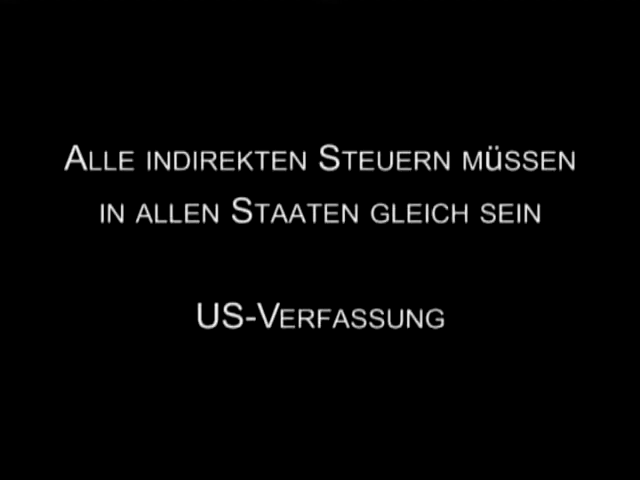 Alle indirekten Steuern müssen
in allen Staaten gleich sein
US-Verfassung